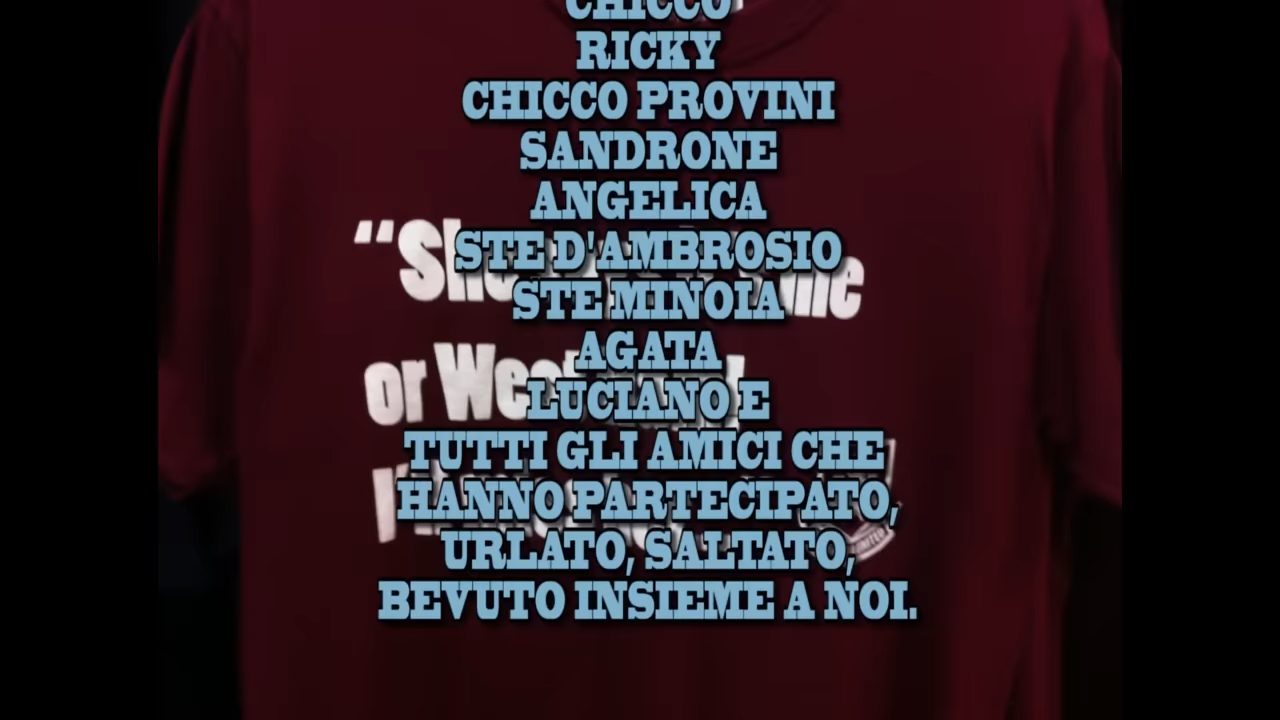 CHICCO
RICKY
CHICCO PROVINI
SANDRONE
ANGELICA
STE D'AMBROSIO
STE MINOIA
AGATA
LUCIANO E
TUTTI GLI AMICI CHE
HANNO PARTECIPATO,
URLATO, SALTATO,
BEVUTO INSIEME A NOI.
or